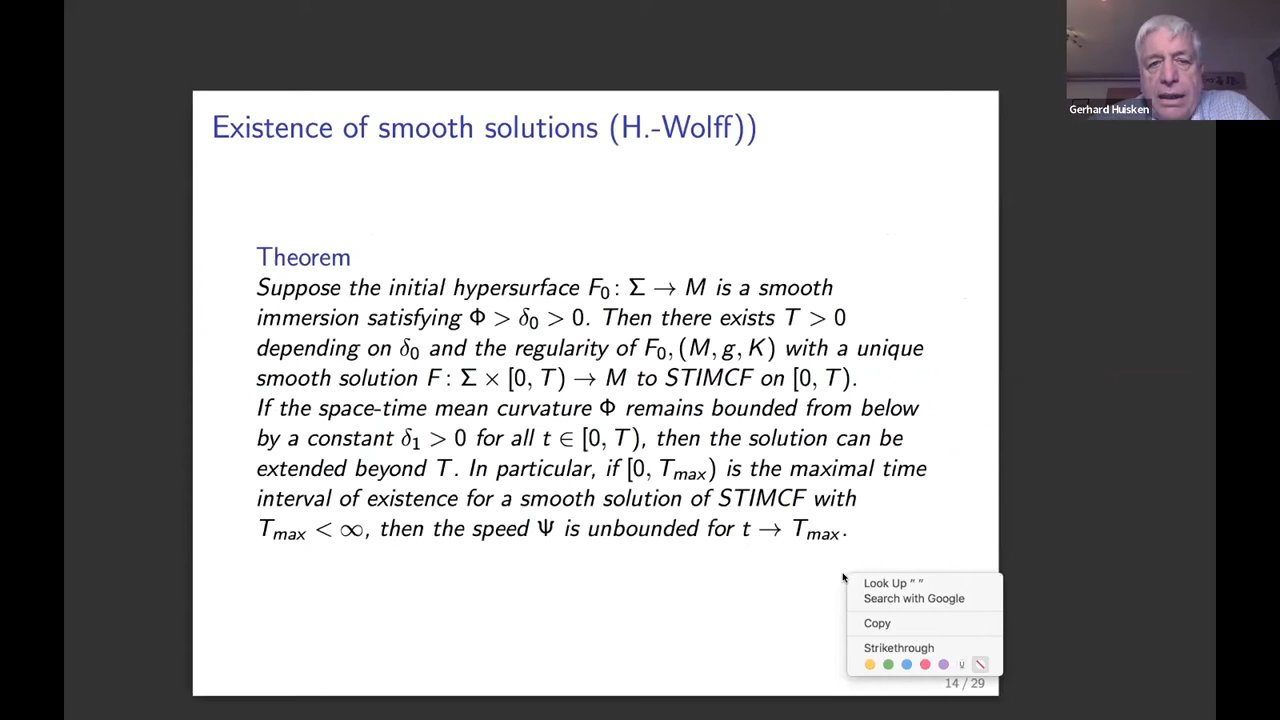 Gerhard Huisken
Existence of smooth solutions (H.-Wolff))
Theorem
Suppose the initial hypersurface F₀ : Σ → M is a smooth
immersion satisfying Φ > δ₀ > 0. Then there exists T > 0
depending on δ₀ and the regularity of F₀, (M, g, K) with a unique
smooth solution F : Σ × [0, T) → M to STIMCF on [0, T).
If the space-time mean curvature Φ remains bounded from below
by a constant δ₁ > 0 for all t ∈ [0, T), then the solution can be
extended beyond T. In particular, if [0, Tₘₐₓ) is the maximal time
interval of existence for a smooth solution of STIMCF with
Tₘₐₓ < ∞, then the speed Ψ is unbounded for t → Tₘₐₓ.
Look Up “ ”
Search with Google
Copy
Strikethrough
U
14 / 29